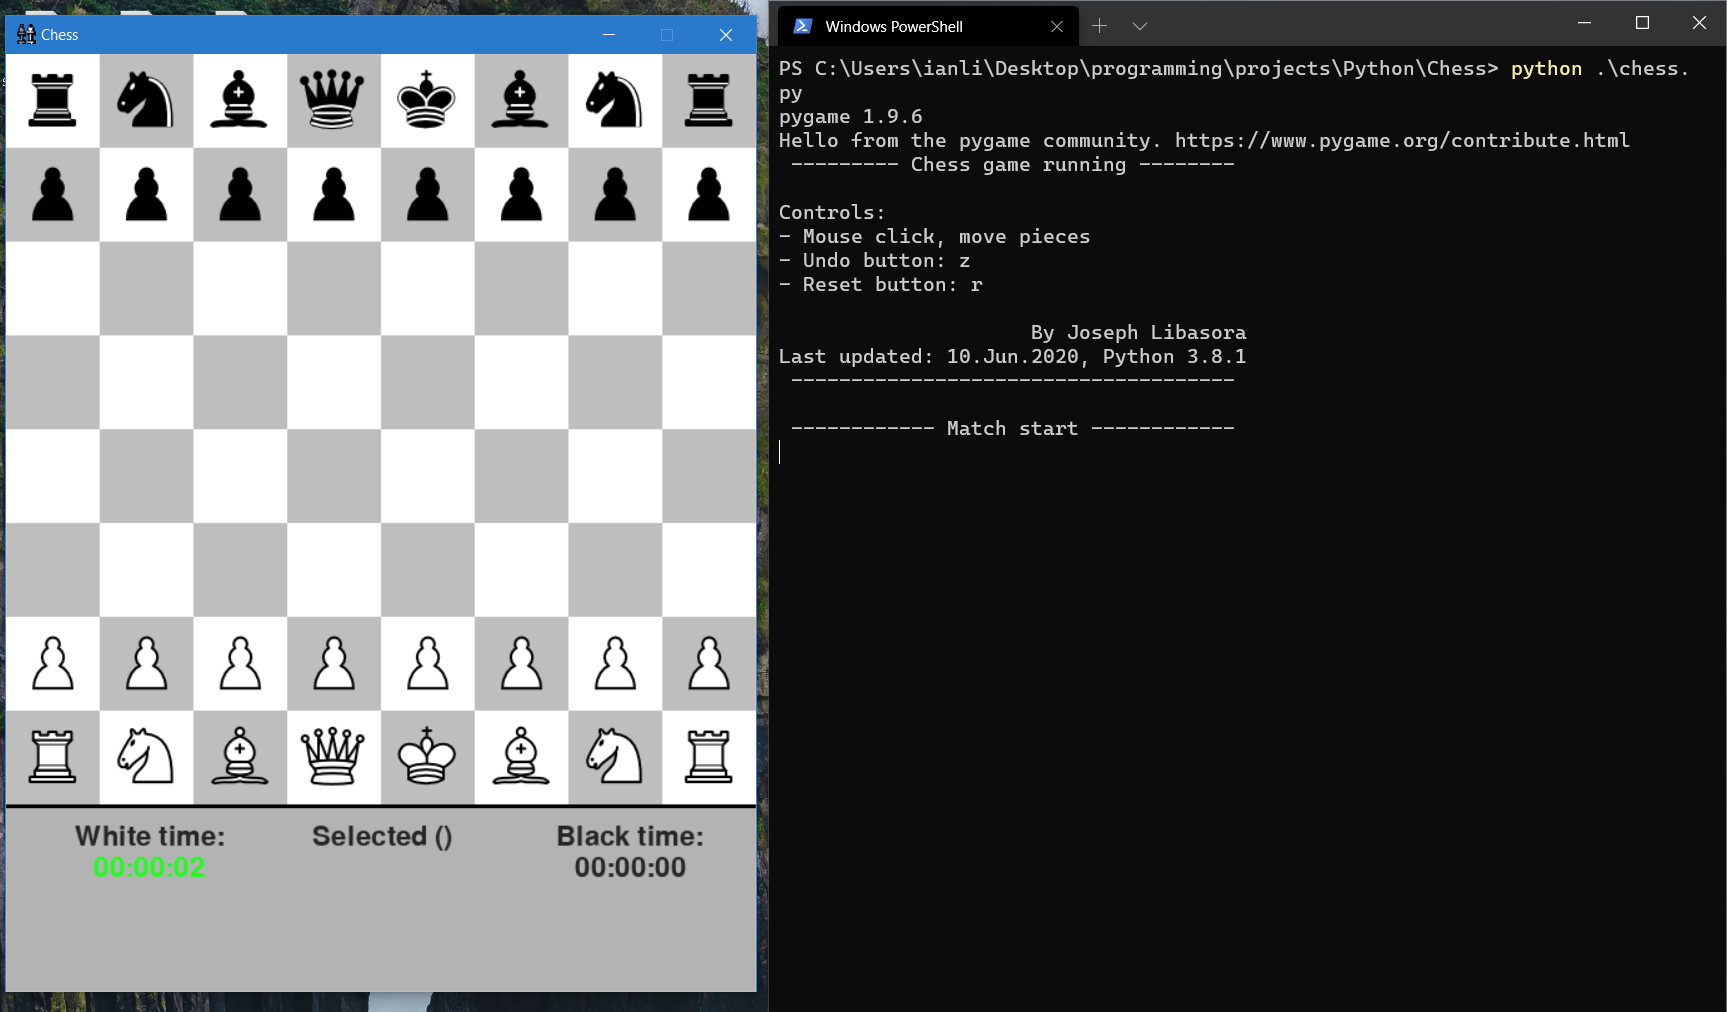 Chess
White time:
00:00:02
Selected ()
Black time:
00:00:00
Windows PowerShell
PS C:\Users\ianli\Desktop\programming\projects\Python\Chess> python .\chess.
py
pygame 1.9.6
Hello from the pygame community. https://www.pygame.org/contribute.html
--------- Chess game running --------
Controls:
- Mouse click, move pieces
- Undo button: z
- Reset button: r
By Joseph Libasora
Last updated: 10.Jun.2020, Python 3.8.1
-------------------------------------
------------ Match start ------------